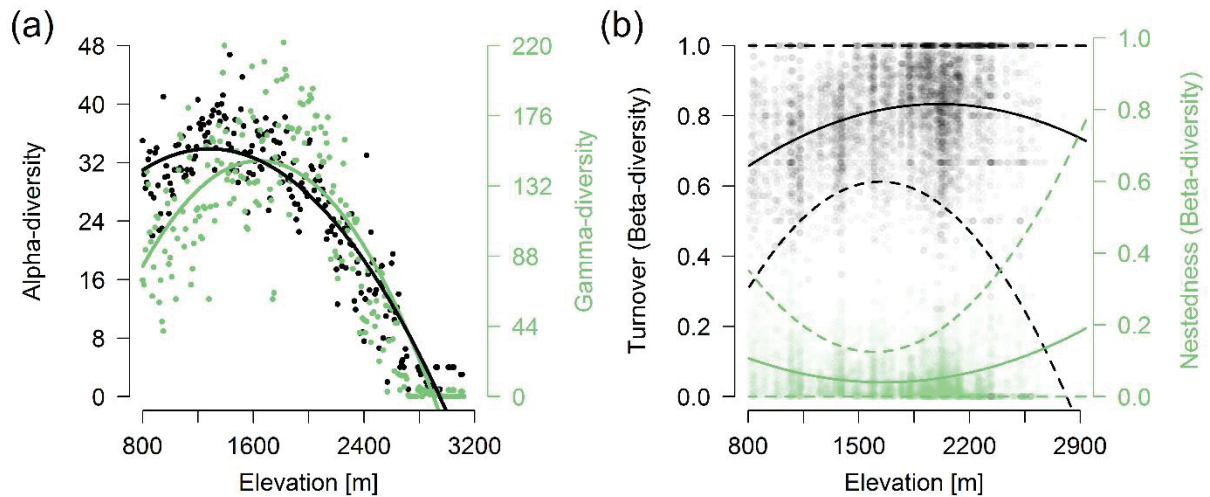 (a)
48
40
32
24
16
8
0
Alpha-diversity
220
176
132
88
44
0
Gamma-diversity
800 1600 2400 3200
Elevation [m]
(b)
1.0
0.8
0.6
0.4
0.2
0.0
Turnover (Beta-diversity)
1.0
0.8
0.6
0.4
0.2
0.0
Nestedness (Beta-diversity)
800 1500 2200 2900
Elevation [m]